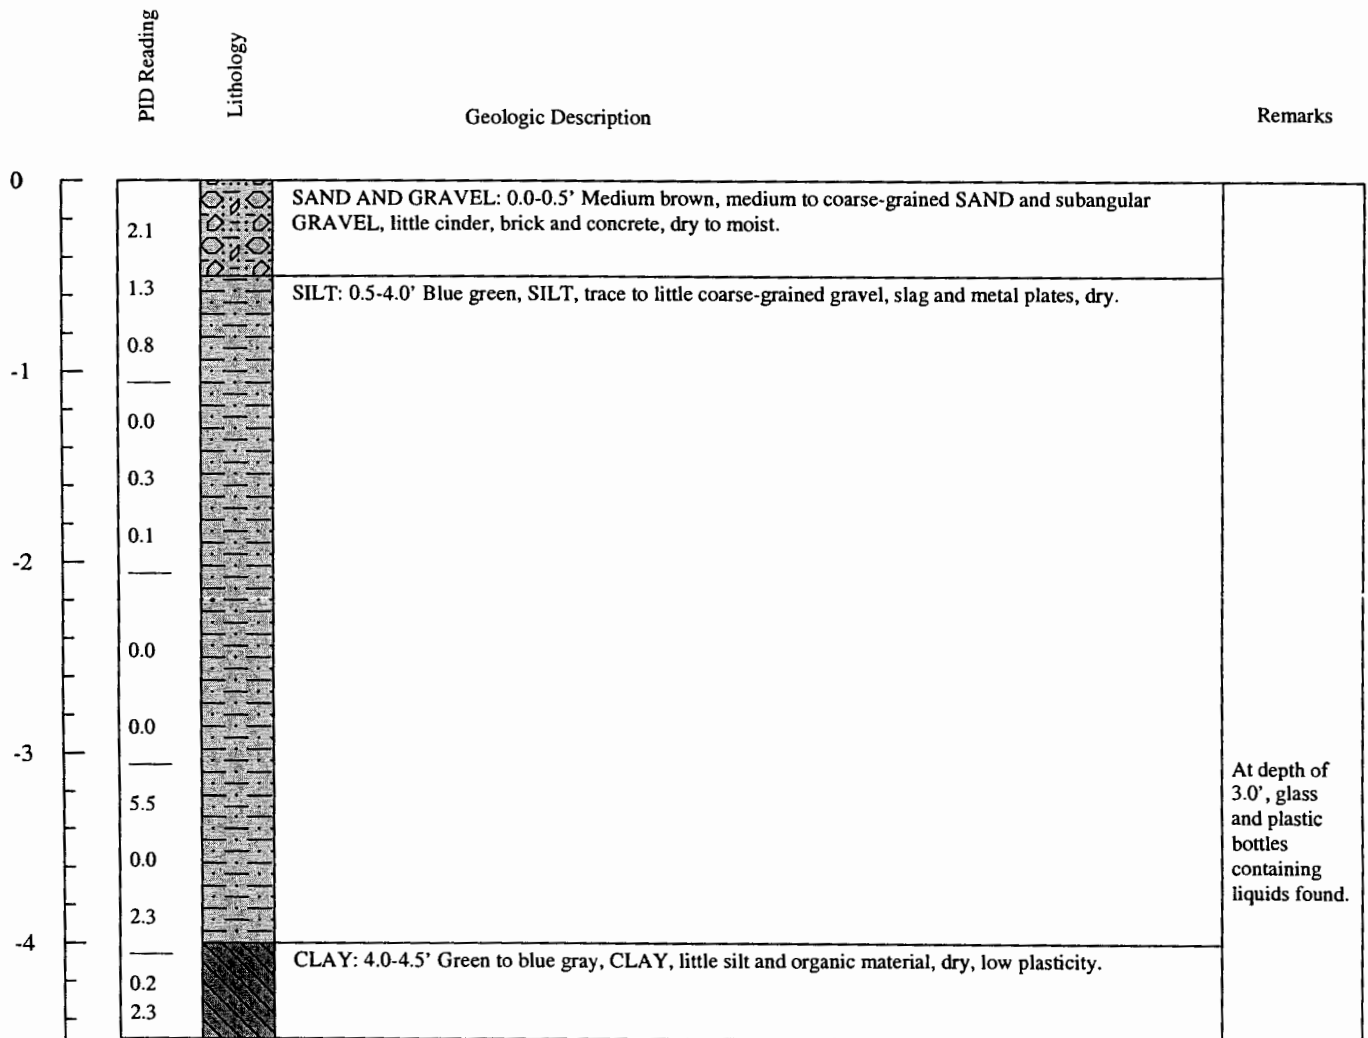 PID Reading
Lithology
Geologic Description
Remarks
0
SAND AND GRAVEL: 0.0-0.5' Medium brown, medium to coarse-grained SAND and subangular
GRAVEL, little cinder, brick and concrete, dry to moist.
2.1
1.3
SILT: 0.5-4.0' Blue green, SILT, trace to little coarse-grained gravel, slag and metal plates, dry.
0.8
-1
0.0
0.3
0.1
-2
0.0
0.0
-3
At depth of
3.0', glass
and plastic
bottles
containing
liquids found.
5.5
0.0
2.3
-4
CLAY: 4.0-4.5' Green to blue gray, CLAY, little silt and organic material, dry, low plasticity.
0.2
2.3